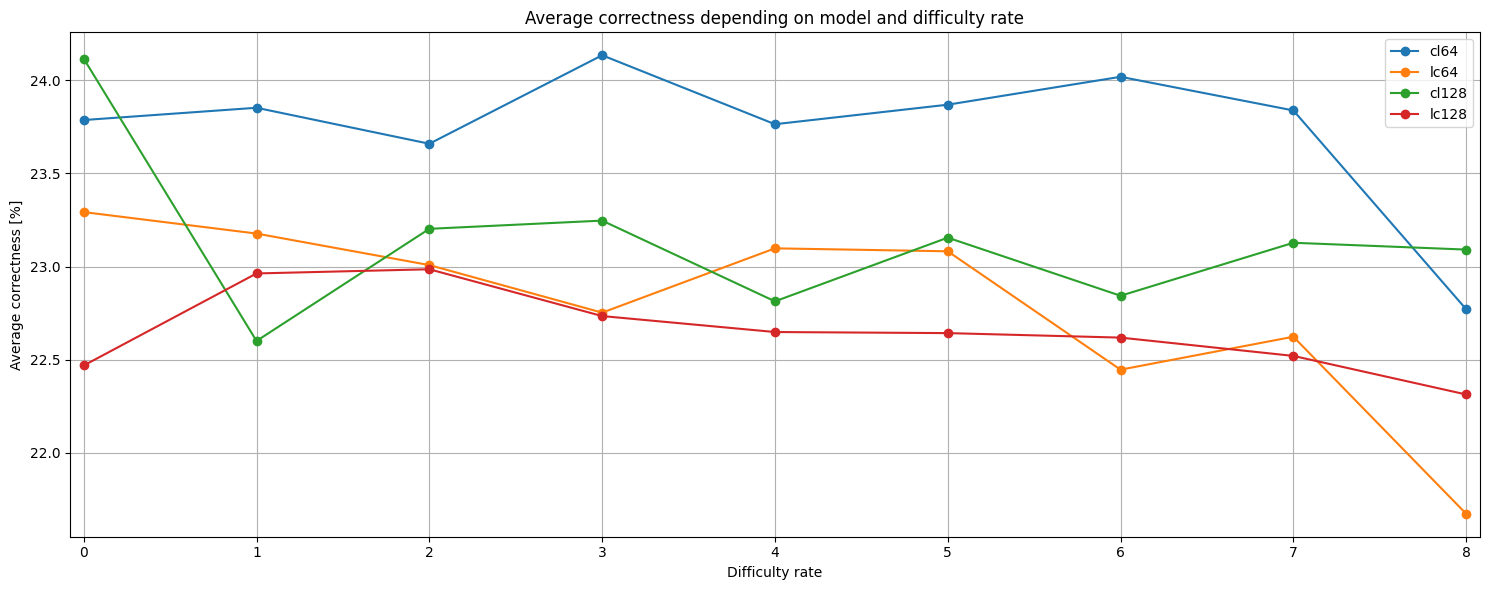 Average correctness depending on model and difficulty rate
cl64
lc64
cl128
lc128
Average correctness [%]
24.0
23.5
23.0
22.5
22.0
0 1 2 3 4 5 6 7 8
Difficulty rate